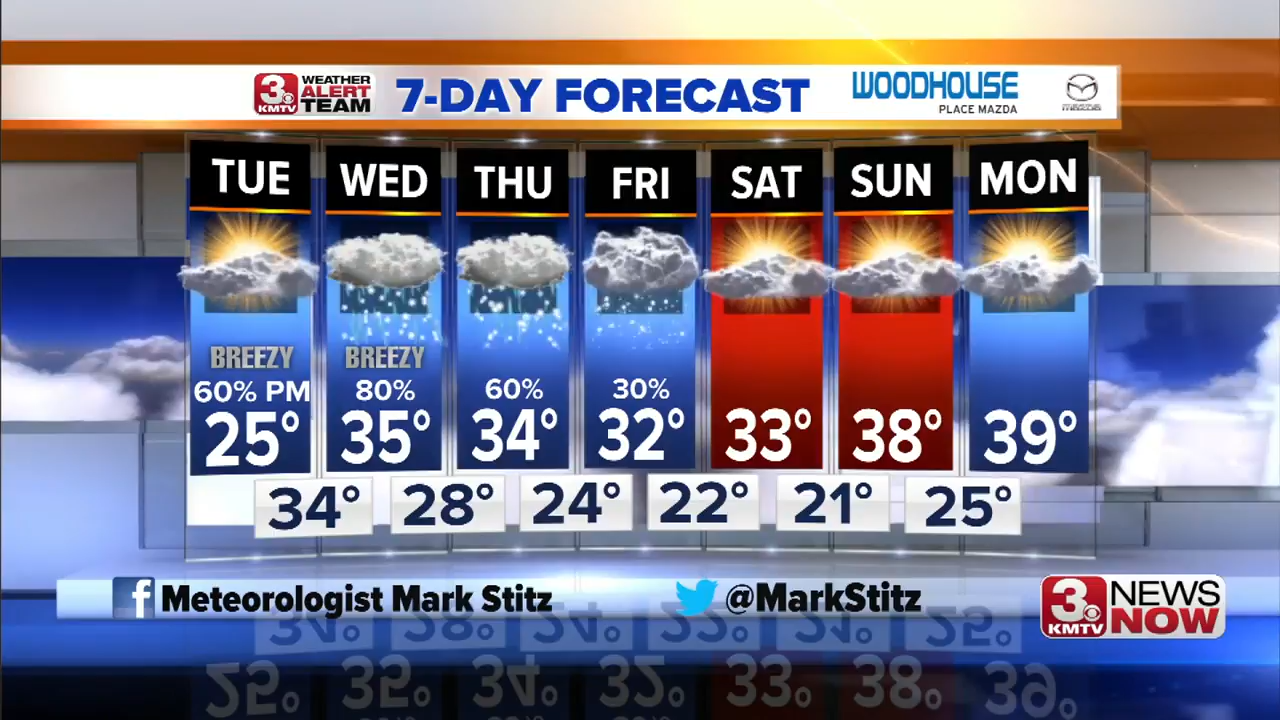 3 KMTV WEATHER ALERT TEAM 7-DAY FORECAST WOODHOUSE PLACE MAZDA
TUE WED THU FRI SAT SUN MON
BREEZY BREEZY
60% PM 80% 60% 30%
25° 35° 34° 32° 33° 38° 39°
34° 28° 24° 22° 21° 25°
f Meteorologist Mark Stitz @MarkStitz 3 KMTV NEWS NOW